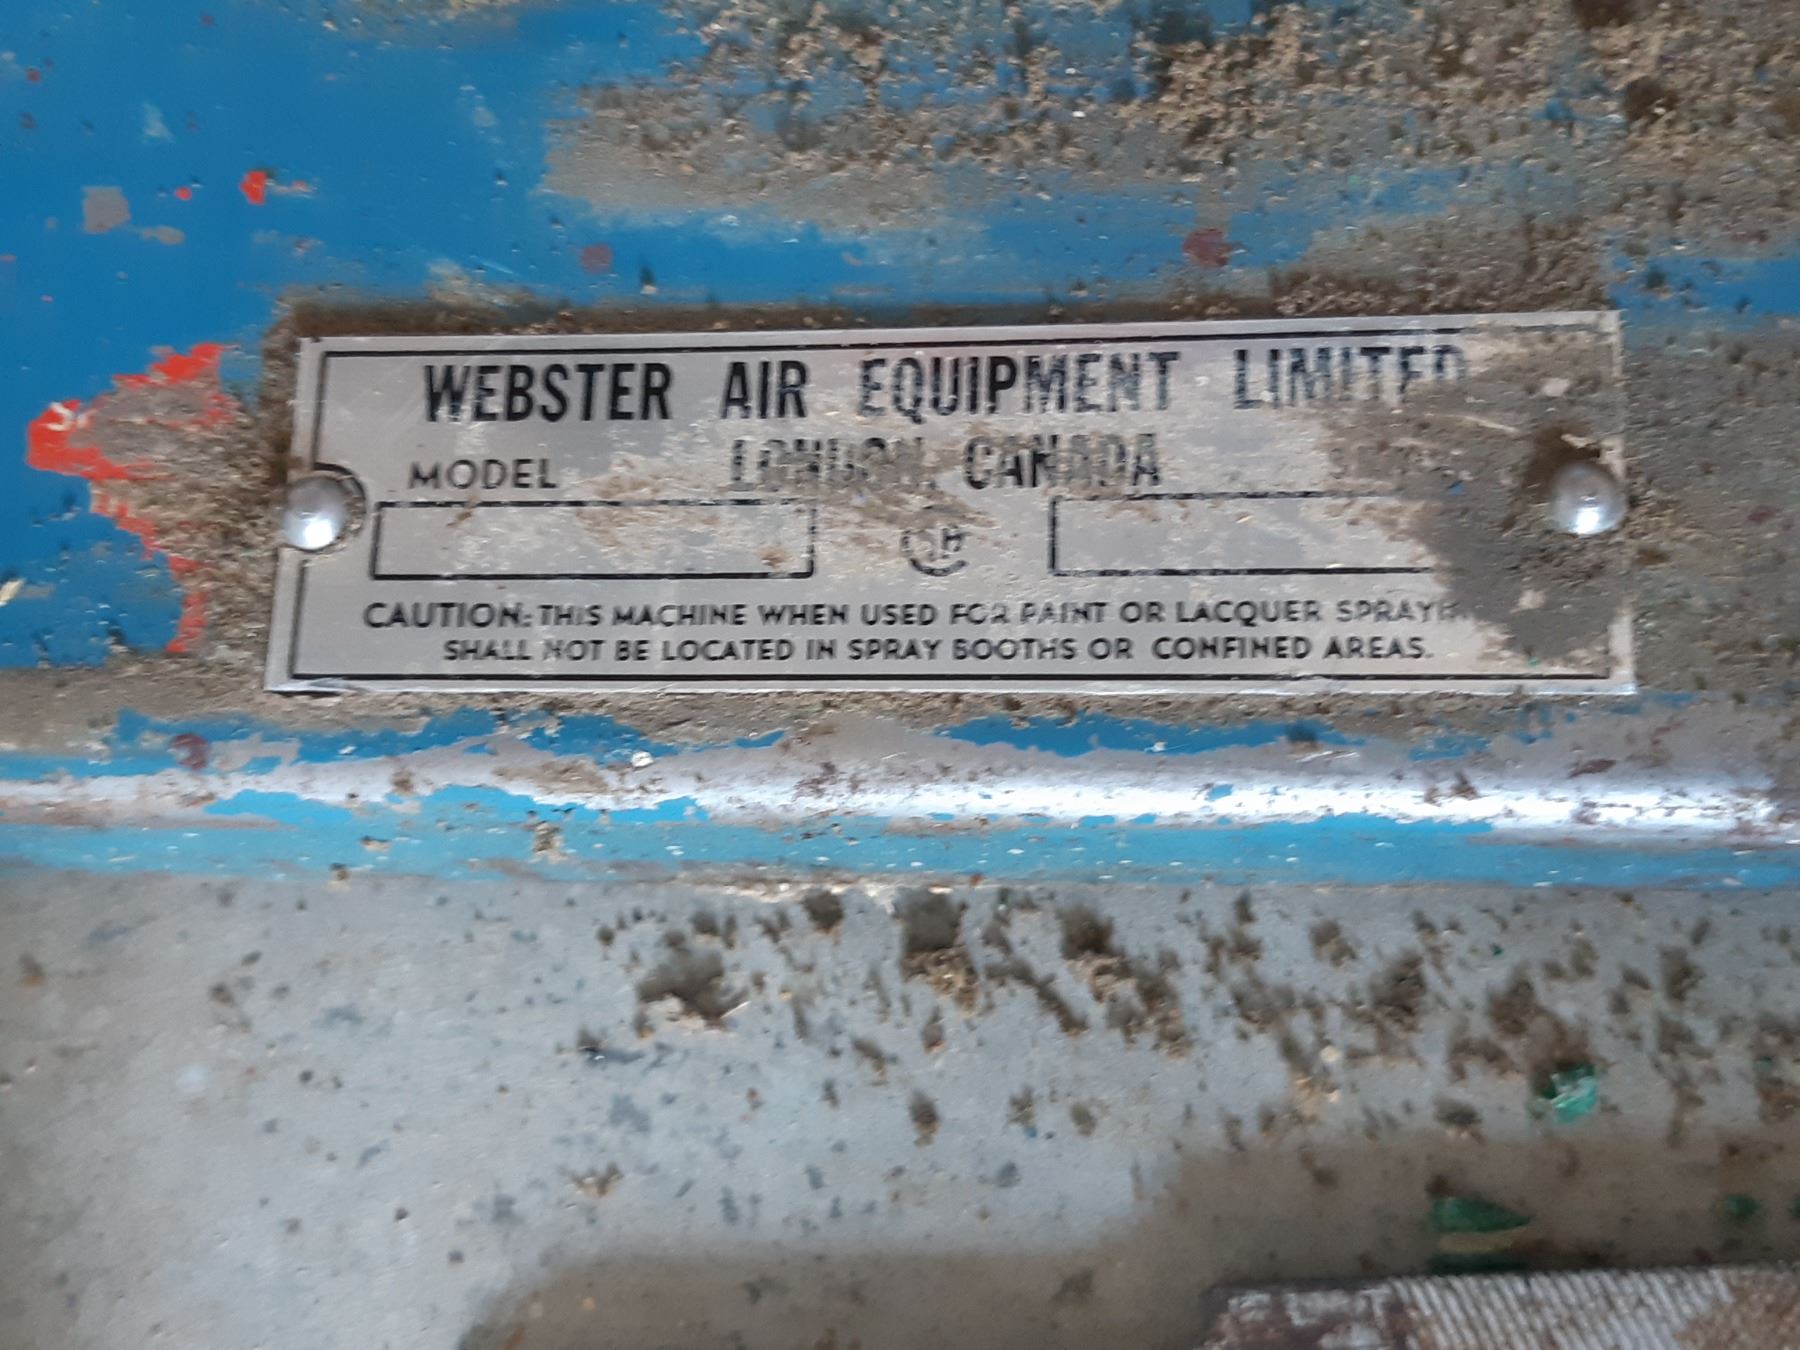 WEBSTER AIR EQUIPMENT LIMITED
LONDON, CANADA
MODEL
CAUTION: THIS MACHINE WHEN USED FOR PAINT OR LACQUER
SHALL NOT BE LOCATED IN SPRAY BOOTHS OR CONFINED AREAS.